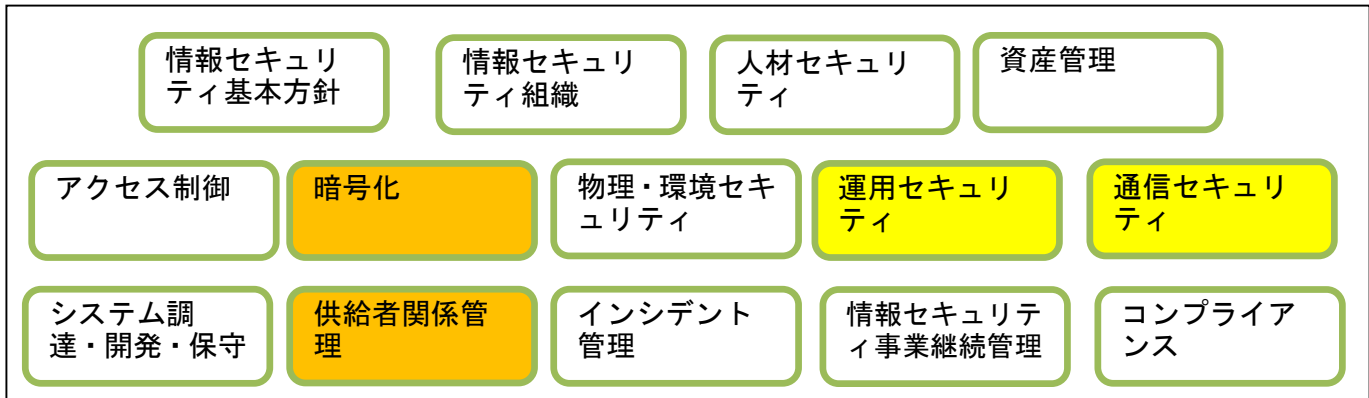 情報セキュリ
ティ基本方針
情報セキュリ
ティ組織
人材セキュリ
ティ
資産管理
アクセス制御
暗号化
物理・環境セキ
ュリティ
運用セキュリ
ティ
通信セキュリ
ティ
システム調
達・開発・保守
供給者関係管
理
インシデント
管理
情報セキュリテ
ィ事業継続管理
コンプライア
ンス